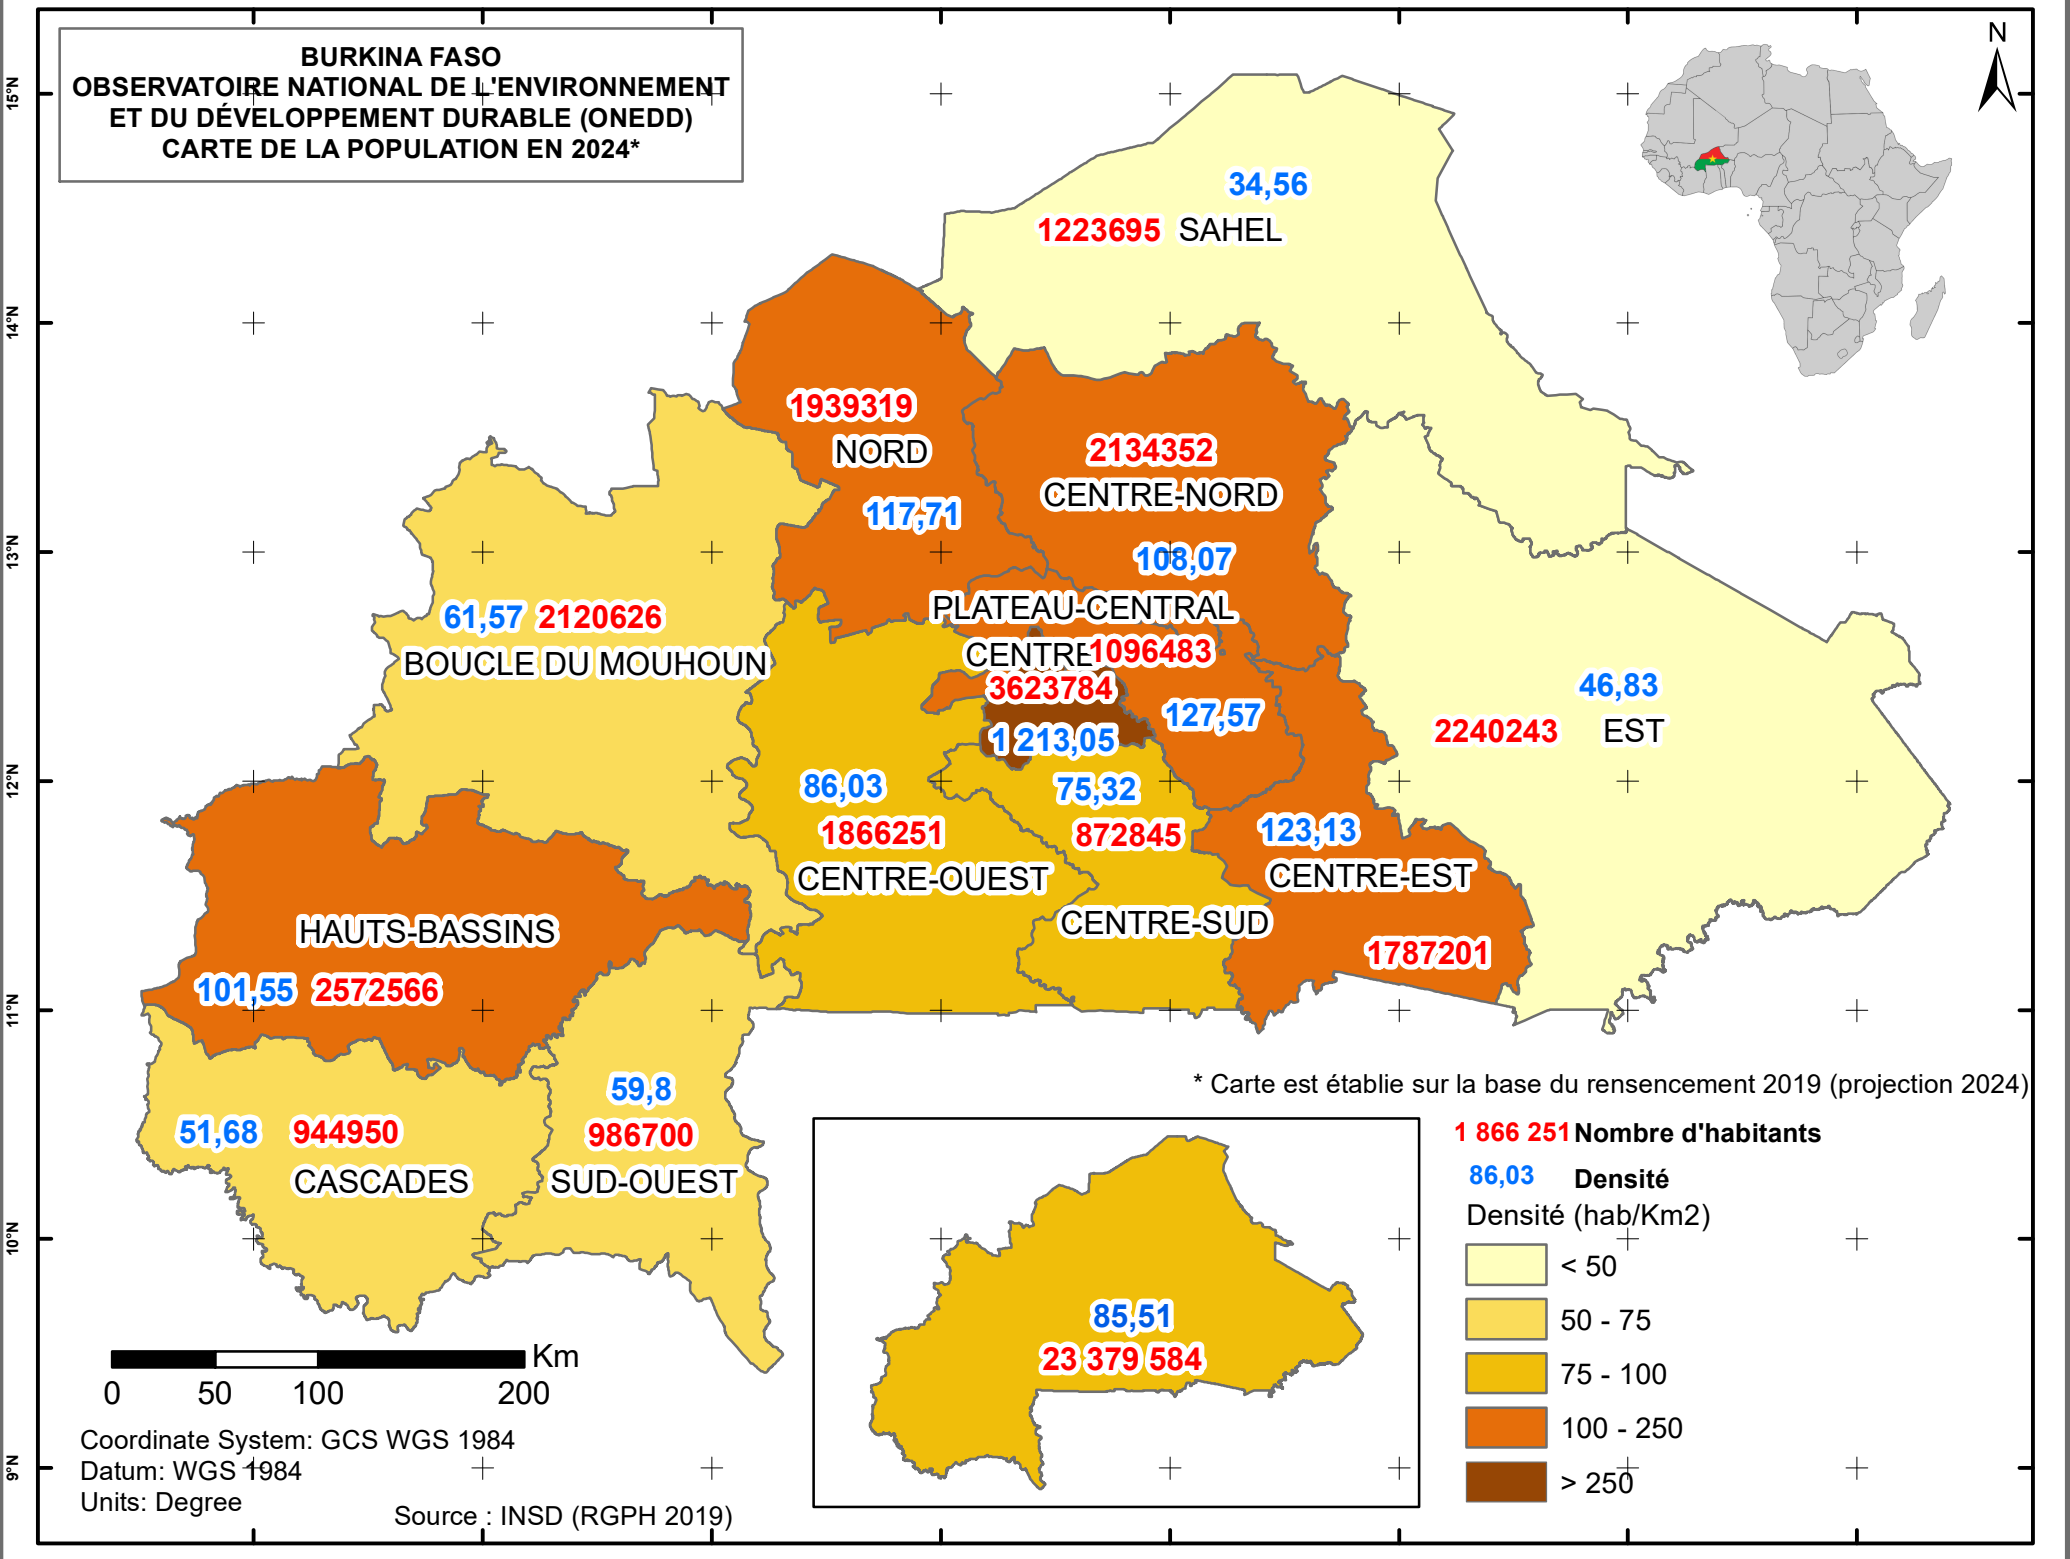 BURKINA FASO
OBSERVATOIRE NATIONAL DE L'ENVIRONNEMENT
ET DU DÉVELOPPEMENT DURABLE (ONEDD)
CARTE DE LA POPULATION EN 2024*
N
15°N
14°N
13°N
12°N
11°N
10°N
9°N
34,56
1223695 SAHEL
1939319
NORD
117,71
2134352
CENTRE-NORD
108,07
61,57 2120626
BOUCLE DU MOUHOUN
PLATEAU-CENTRAL
1096483
127,57
CENTRE
3623784
1 213,05
46,83
2240243 EST
86,03
1866251
CENTRE-OUEST
75,32
872845
CENTRE-SUD
123,13
CENTRE-EST
1787201
HAUTS-BASSINS
101,55 2572566
51,68 944950
CASCADES
59,8
986700
SUD-OUEST
* Carte est établie sur la base du rensencement 2019 (projection 2024)
1 866 251 Nombre d'habitants
86,03 Densité
Densité (hab/Km2)
< 50
50 - 75
75 - 100
100 - 250
> 250
85,51
23 379 584
Km
0 50 100 200
Coordinate System: GCS WGS 1984
Datum: WGS 1984
Units: Degree
Source : INSD (RGPH 2019)